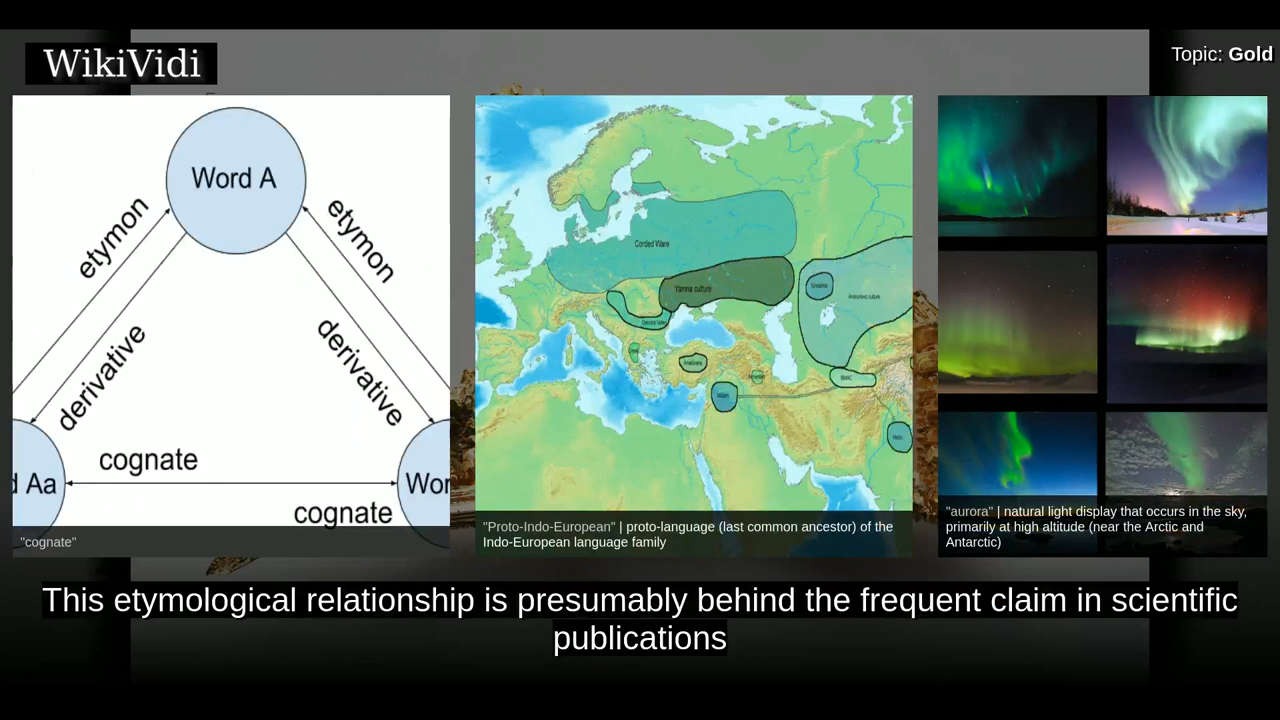 WikiVidi
Topic: Gold
Word A
etymon
etymon
derivative
derivative
cognate
d Aa
Wor
cognate
"cognate"
Corded Ware
Yamna culture
"Proto-Indo-European" | proto-language (last common ancestor) of the
Indo-European language family
"aurora" | natural light display that occurs in the sky,
primarily at high altitude (near the Arctic and
Antarctic)
This etymological relationship is presumably behind the frequent claim in scientific
publications